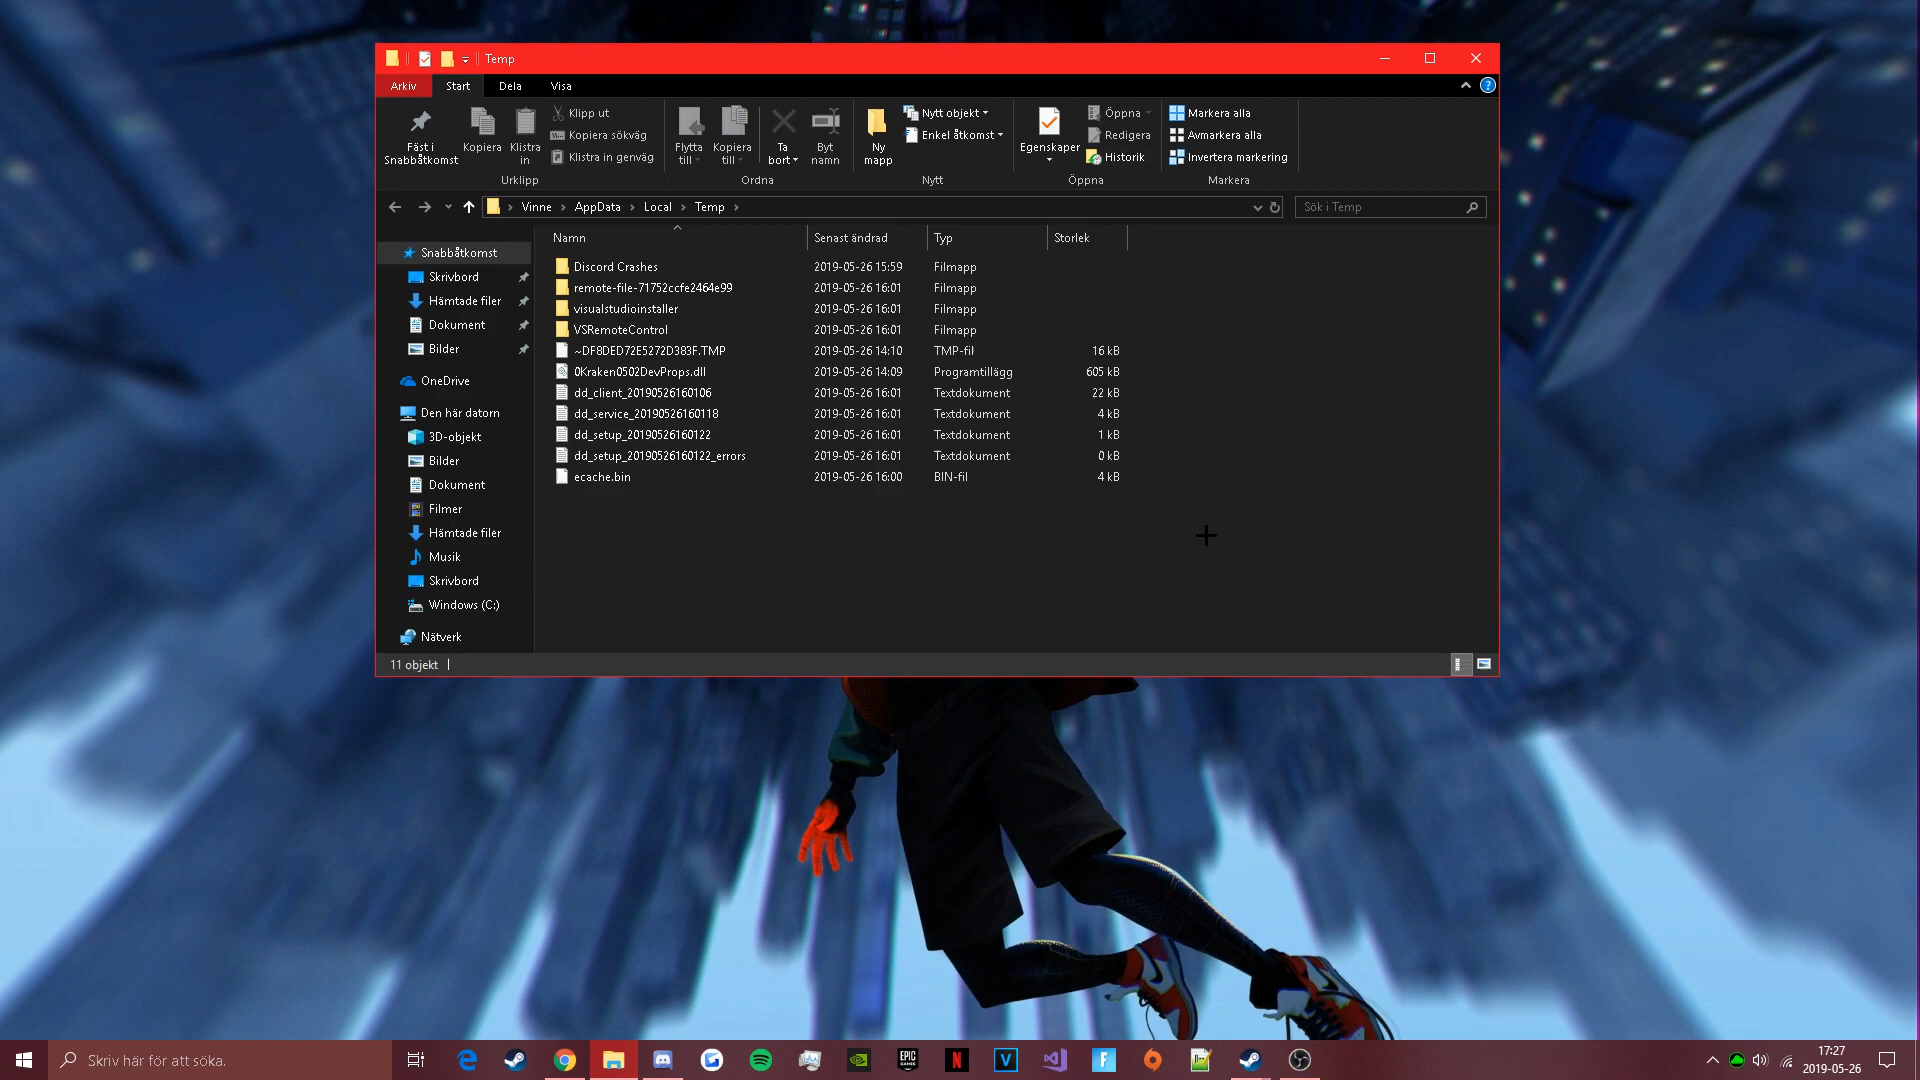 Temp
Arkiv Start Dela Visa
Fäst i Snabbåtkomst
Kopiera
Klistra in
Klipp ut
Kopiera sökväg
Klistra in genväg
Urklipp
Flytta till
Kopiera till
Ta bort
Byt namn
Ordna
Ny mapp
Nytt objekt
Enkel åtkomst
Nytt
Egenskaper
Öppna
Redigera
Historik
Öppna
Markera alla
Avmarkera alla
Invertera markering
Markera
Vinne › AppData › Local › Temp ›
Sök i Temp
Namn Senast ändrad Typ Storlek
Discord Crashes 2019-05-26 15:59 Filmapp
remote-file-71752ccfe2464e99 2019-05-26 16:01 Filmapp
visualstudioinstaller 2019-05-26 16:01 Filmapp
VSRemoteControl 2019-05-26 16:01 Filmapp
~DF8DED72E5272D383F.TMP 2019-05-26 14:10 TMP-fil 16 kB
0Kraken0502DevProps.dll 2019-05-26 14:09 Programtillägg 605 kB
dd_client_20190526160106 2019-05-26 16:01 Textdokument 22 kB
dd_service_20190526160118 2019-05-26 16:01 Textdokument 4 kB
dd_setup_20190526160122 2019-05-26 16:01 Textdokument 1 kB
dd_setup_20190526160122_errors 2019-05-26 16:01 Textdokument 0 kB
ecache.bin 2019-05-26 16:00 BIN-fil 4 kB
Snabbåtkomst
Skrivbord
Hämtade filer
Dokument
Bilder
OneDrive
Den här datorn
3D-objekt
Bilder
Dokument
Filmer
Hämtade filer
Musik
Skrivbord
Windows (C:)
Nätverk
11 objekt
Skriv här för att söka.
EPIC GAMES
N
V
17:27
2019-05-26